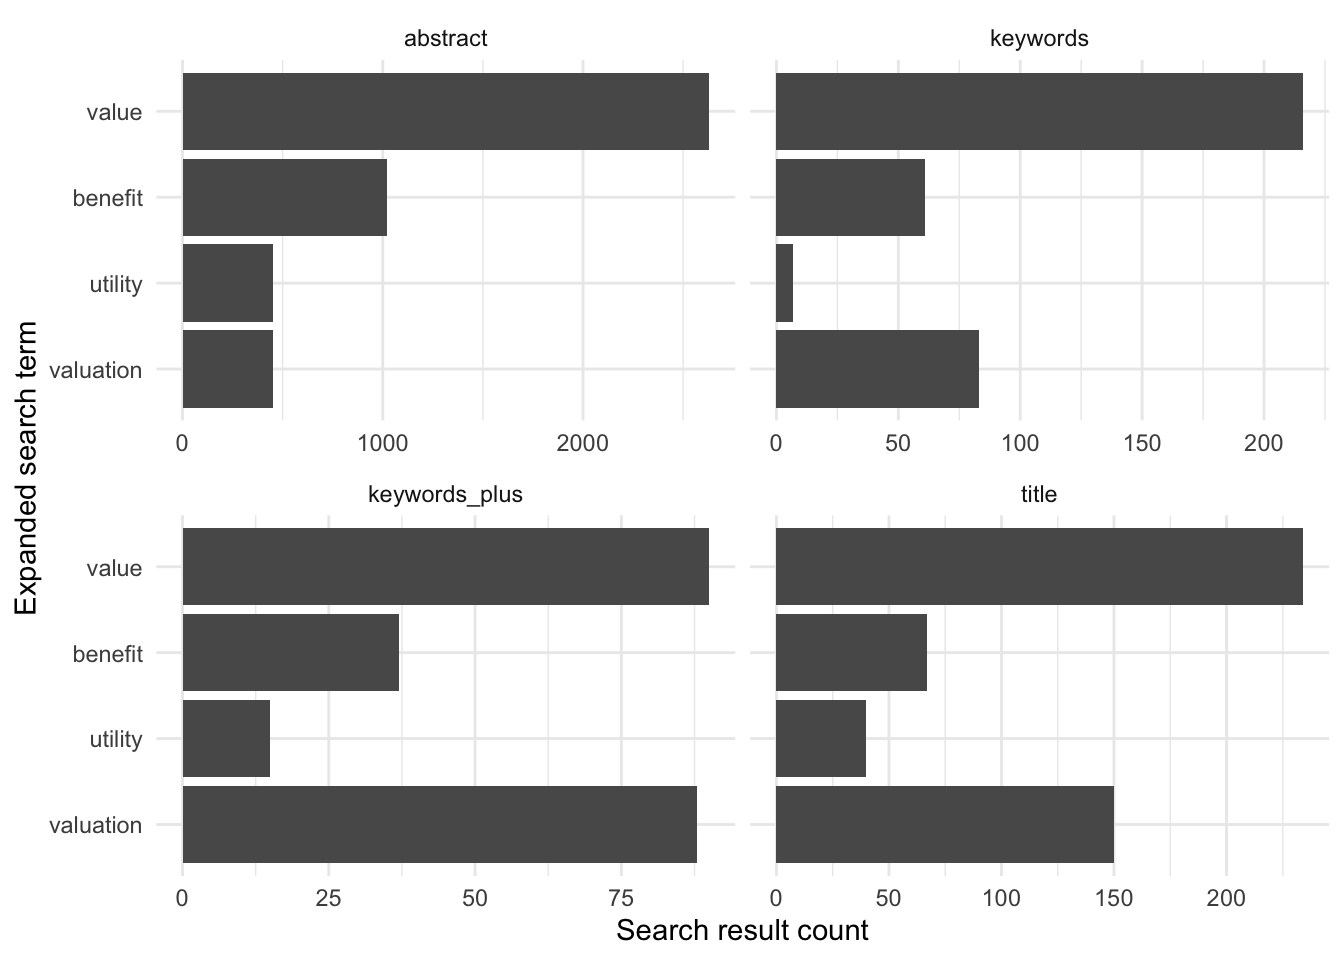 abstract
keywords
value
benefit
utility
valuation
0 1000 2000
0 50 100 150 200
keywords_plus
title
value
benefit
utility
valuation
0 25 50 75
0 50 100 150 200
Expanded search term
Search result count